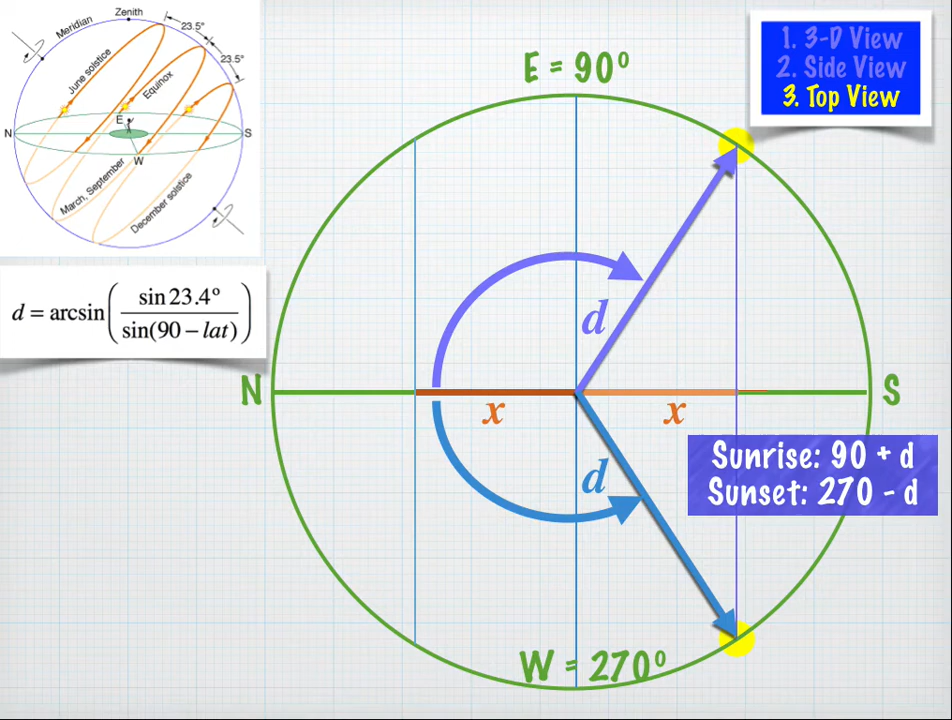 Zenith
Meridian
23.5°
23.5°
June solstice
Equinox
N
E
S
W
March, September
December solstice
d = arcsin( sin 23.4° / sin(90 – lat) )
1. 3-D View
2. Side View
3. Top View
E = 90°
d
N
S
x
x
d
Sunrise: 90 + d
Sunset: 270 - d
W = 270°